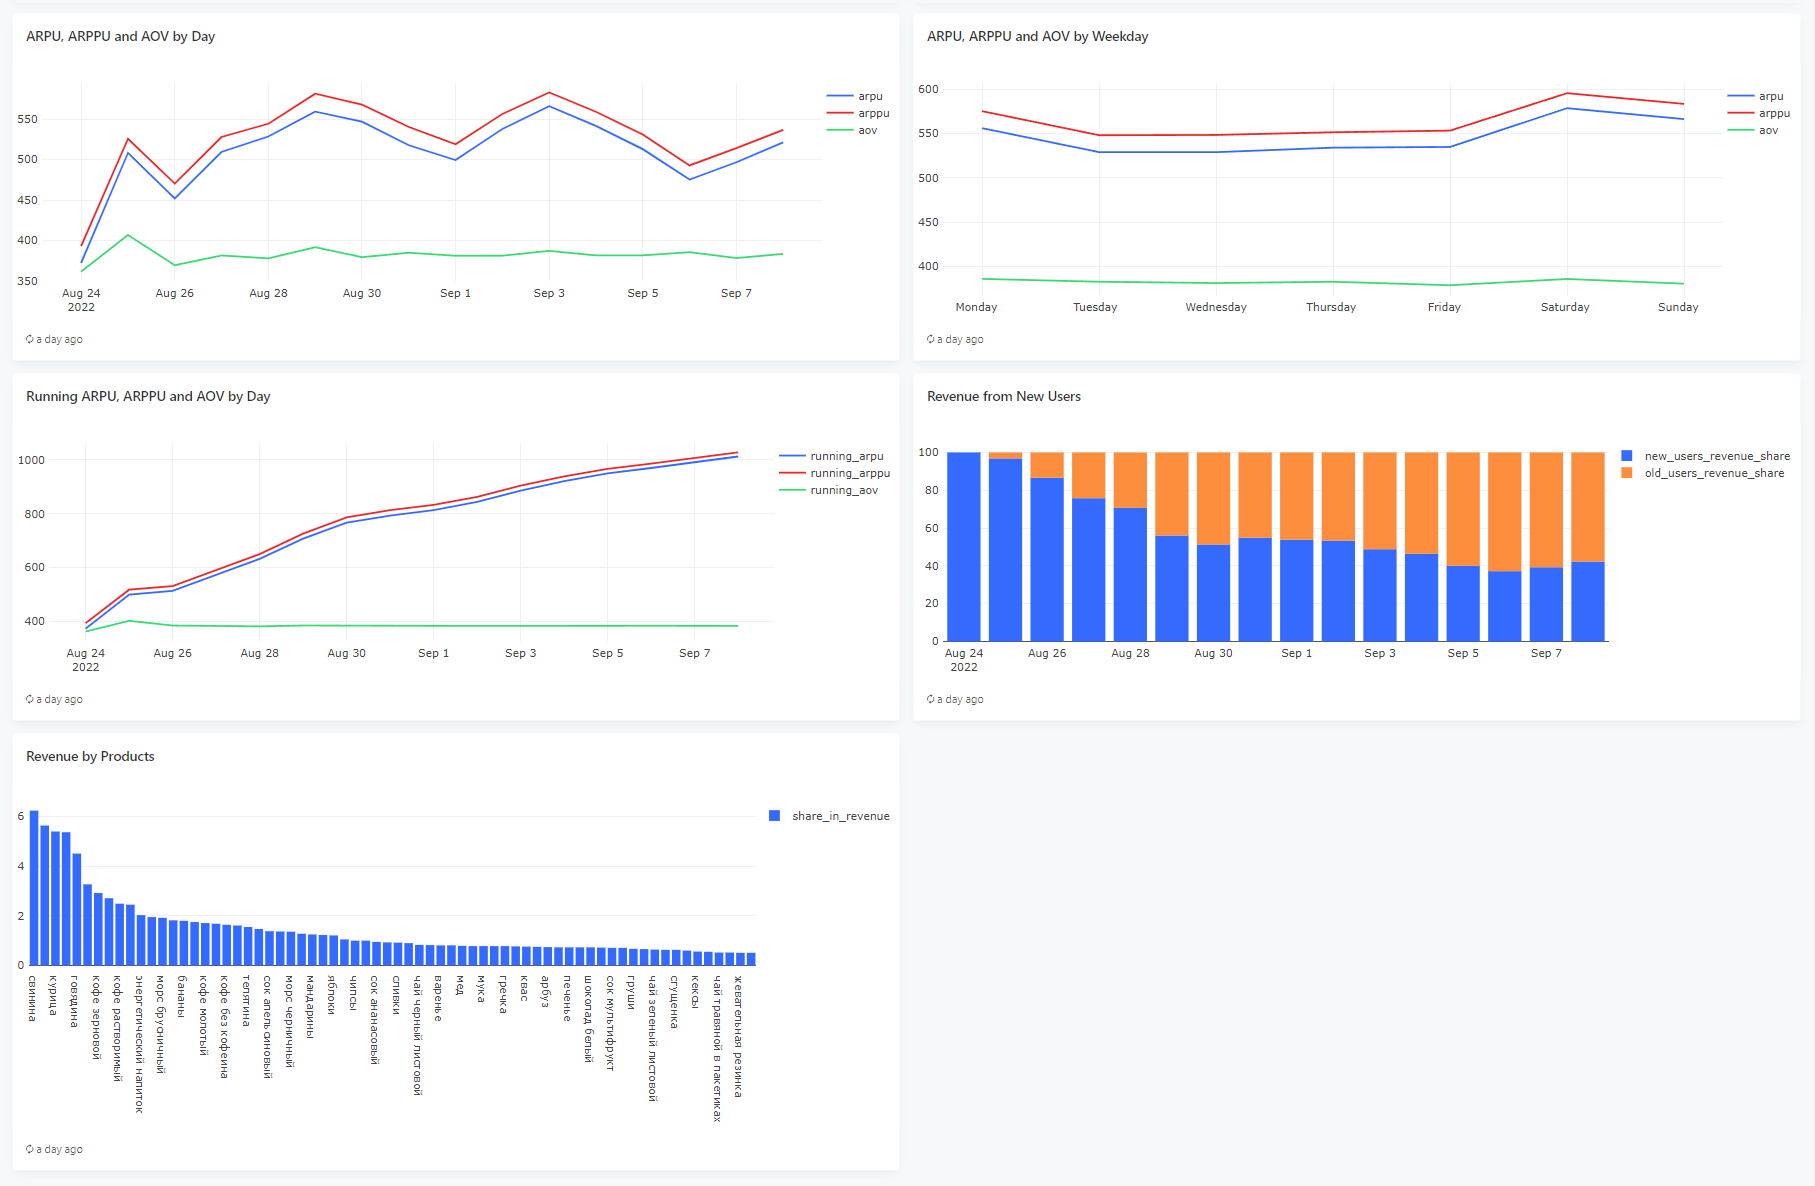 ARPU, ARPPU and AOV by Day
550
500
450
400
350
Aug 24
2022
Aug 26
Aug 28
Aug 30
Sep 1
Sep 3
Sep 5
Sep 7
arpu
arppu
aov
a day ago
ARPU, ARPPU and AOV by Weekday
600
550
500
450
400
Monday
Tuesday
Wednesday
Thursday
Friday
Saturday
Sunday
arpu
arppu
aov
a day ago
Running ARPU, ARPPU and AOV by Day
1000
800
600
400
Aug 24
2022
Aug 26
Aug 28
Aug 30
Sep 1
Sep 3
Sep 5
Sep 7
running_arpu
running_arppu
running_aov
a day ago
Revenue from New Users
100
80
60
40
20
0
Aug 24
2022
Aug 26
Aug 28
Aug 30
Sep 1
Sep 3
Sep 5
Sep 7
new_users_revenue_share
old_users_revenue_share
a day ago
Revenue by Products
6
4
2
0
свинина
курица
говядина
кофе зерновой
кофе растворимый
энергетический напиток
морс брусничный
бананы
кофе молотый
кофе без кофеина
телятина
сок апельсиновый
морс черничный
мандарины
яблоки
чипсы
сок ананасовый
сливки
чай черный листовой
варенье
мед
мука
гречка
квас
арбуз
печенье
шоколад белый
сок мультифрукт
груши
чай зеленый листовой
сгущенка
кексы
чай травяной в пакетиках
жевательная резинка
share_in_revenue
a day ago